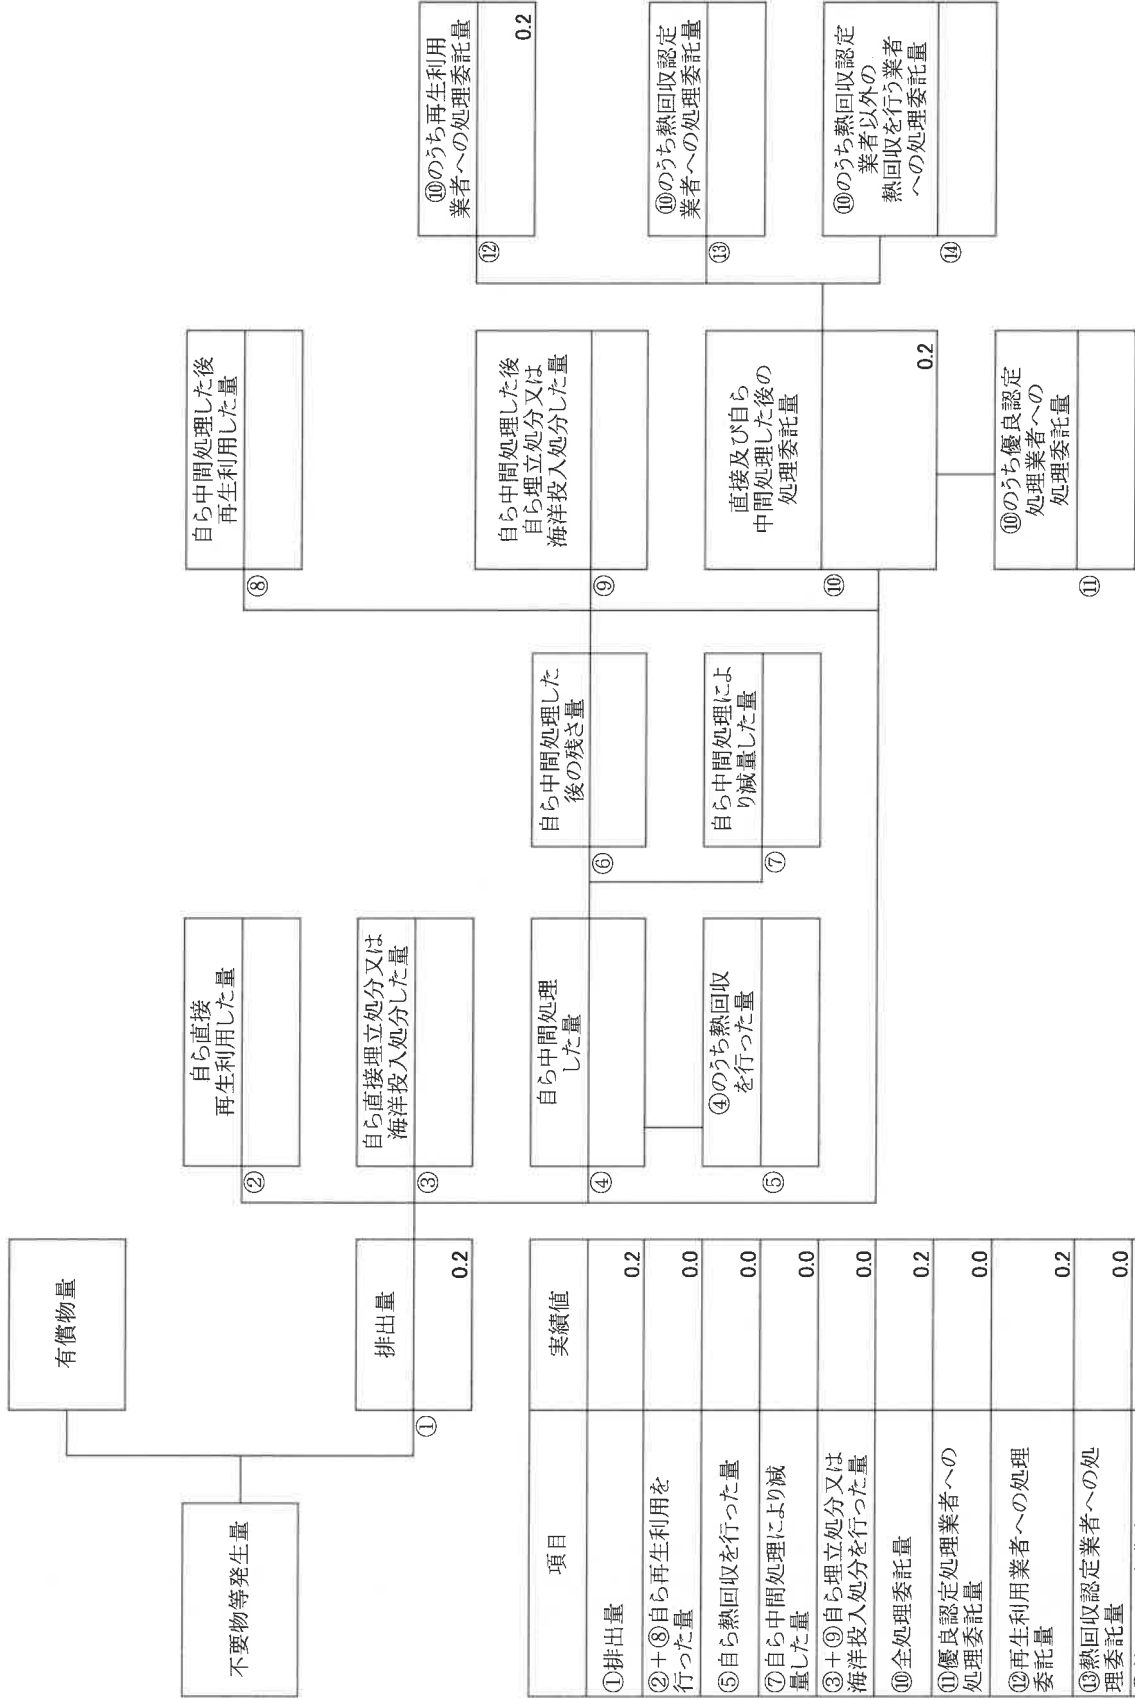 不要物等発生量
有償物量
排出量
①
0.2
自ら直接
再生利用した量
②
自ら直接埋立処分又は
海洋投入処分した量
③
自ら中間処理
した量
④
④のうち熱回収
を行った量
⑤
自ら中間処理した
後の残さ量
⑥
自ら中間処理によ
り減量した量
⑦
自ら中間処理した後
再生利用した量
⑧
自ら中間処理した後
自ら埋立処分又は
海洋投入処分した量
⑨
直接及び自ら
中間処理した後の
処理委託量
⑩
0.2
⑩のうち優良認定
処理業者への
処理委託量
⑪
⑩のうち再生利用
業者への処理委託量
⑫
0.2
⑩のうち熱回収認定
業者への処理委託量
⑬
⑩のうち熱回収認定
業者以外の
熱回収を行う業者
への処理委託量
⑭
項目 実績値
①排出量 0.2
②+⑧自ら再生利用を
行った量 0.0
⑤自ら熱回収を行った量 0.0
⑦自ら中間処理により減
量した量 0.0
③+⑨自ら埋立処分又は
海洋投入処分を行った量 0.0
⑩全処理委託量 0.2
⑪優良認定処理業者への
処理委託量 0.0
⑫再生利用業者への処理
委託量 0.2
⑬熱回収認定業者への処
理委託量 0.0